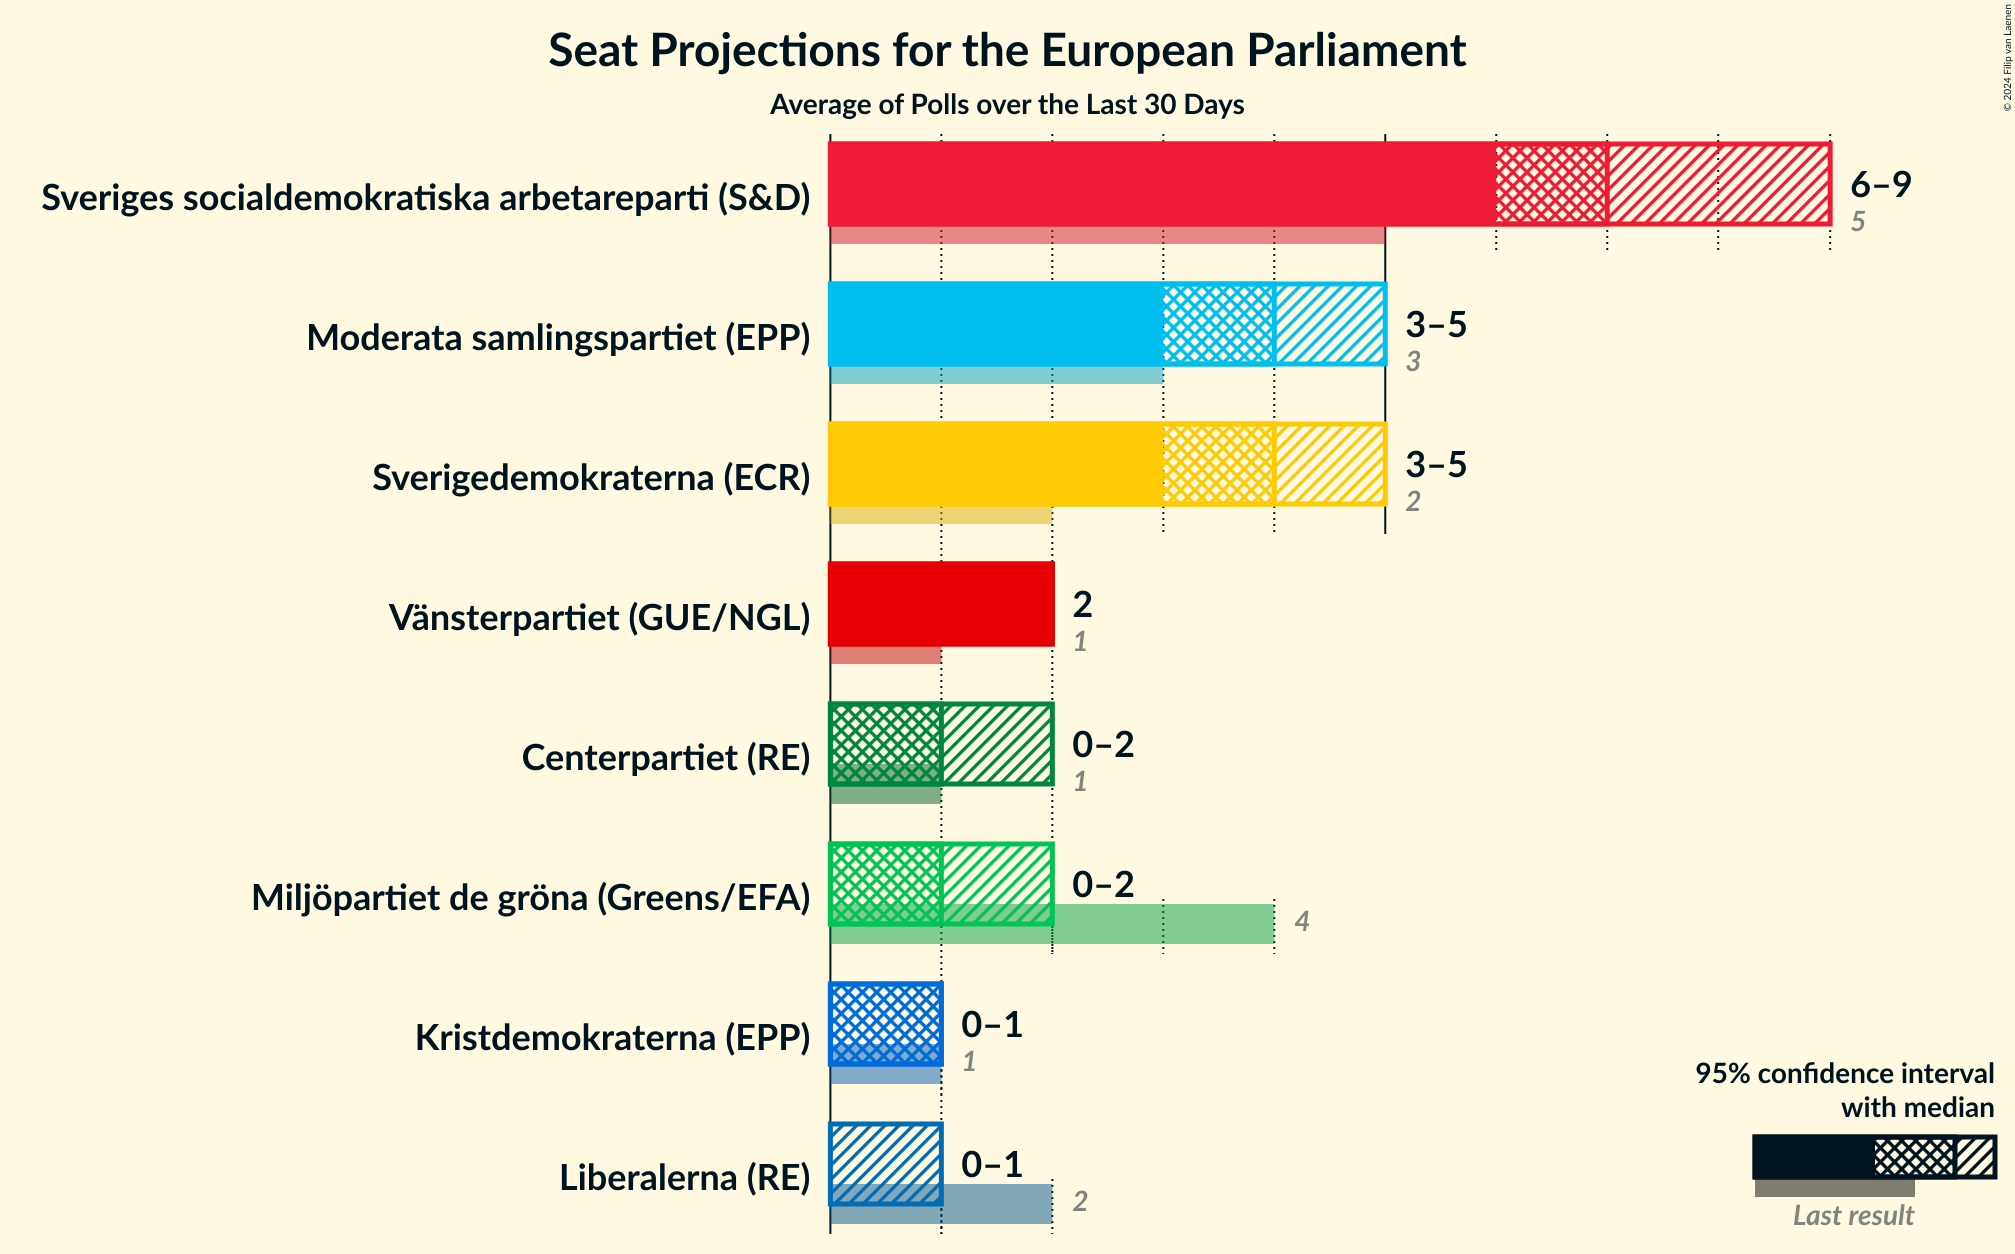 Seat Projections for the European Parliament
Average of Polls over the Last 30 Days
© 2024 Filip van Laenen
Sveriges socialdemokratiska arbetareparti (S&D)
6–9
5
Moderata samlingspartiet (EPP)
3–5
3
Sverigedemokraterna (ECR)
3–5
2
Vänsterpartiet (GUE/NGL)
2
1
Centerpartiet (RE)
0–2
1
Miljöpartiet de gröna (Greens/EFA)
0–2
4
Kristdemokraterna (EPP)
0–1
1
Liberalerna (RE)
0–1
2
95% confidence interval
with median
Last result